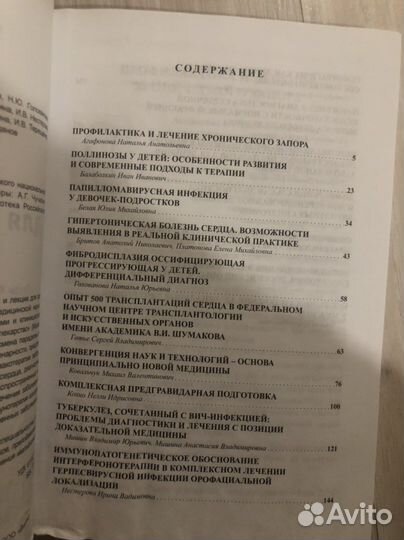 СОДЕРЖАНИЕ
ПРОФИЛАКТИКА И ЛЕЧЕНИЕ ХРОНИЧЕСКОГО ЗАПОРА
Агафонова Наталья Анатольевна 5
ПОЛЛИНОЗЫ У ДЕТЕЙ: ОСОБЕННОСТИ РАЗВИТИЯ
И СОВРЕМЕННЫЕ ПОДХОДЫ К ТЕРАПИИ
Балаболкин Иван Иванович 23
ПАПИЛЛОМАВИРУСНАЯ ИНФЕКЦИЯ
У ДЕВОЧЕК-ПОДРОСТКОВ
Белая Юлия Михайловна 34
ГИПЕРТОНИЧЕСКАЯ БОЛЕЗНЬ СЕРДЦА. ВОЗМОЖНОСТИ
ВЫЯВЛЕНИЯ В РЕАЛЬНОЙ КЛИНИЧЕСКОЙ ПРАКТИКЕ
Бритов Анатолий Николаевич, Платонова Елена Михайловна 43
ФИБРОДИСПЛАЗИЯ ОССИФИЦИРУЮЩАЯ
ПРОГРЕССИРУЮЩАЯ У ДЕТЕЙ.
ДИФФЕРЕНЦИАЛЬНЫЙ ДИАГНОЗ
Голованова Наталья Юрьевна 58
ОПЫТ 500 ТРАНСПЛАНТАЦИЙ СЕРДЦА В ФЕДЕРАЛЬНОМ
НАУЧНОМ ЦЕНТРЕ ТРАНСПЛАНТОЛОГИИ
И ИСКУССТВЕННЫХ ОРГАНОВ
ИМЕНИ АКАДЕМИКА В.И. ШУМАКОВА
Готье Сергей Владимирович 63
КОНВЕРГЕНЦИЯ НАУК И ТЕХНОЛОГИЙ – ОСНОВА
ПРИНЦИПИАЛЬНО НОВОЙ МЕДИЦИНЫ
Ковальчук Михаил Валентинович 76
КОМПЛЕКСНАЯ ПРЕДГРАВИДАРНАЯ ПОДГОТОВКА
Кошо Нелли Идрисовна 100
ТУБЕРКУЛЕЗ, СОЧЕТАННЫЙ С ВИЧ-ИНФЕКЦИЕЙ:
ПРОБЛЕМЫ ДИАГНОСТИКИ И ЛЕЧЕНИЯ С ПОЗИЦИИ
ДОКАЗАТЕЛЬНОЙ МЕДИЦИНЫ
Мишин Владимир Юрьевич, Мишина Анастасия Владимировна 121
ИММУНОПАТОГЕНЕТИЧЕСКОЕ ОБОСНОВАНИЕ
ИНТЕРФЕРОНОТЕРАПИИ В КОМПЛЕКСНОМ ЛЕЧЕНИИ
ГЕРПЕСВИРУСНОЙ ИНФЕКЦИИ ОРОФАЦИАЛЬНОЙ
ЛОКАЛИЗАЦИИ
Нестерова Ирина Вадимовна 144
Avito